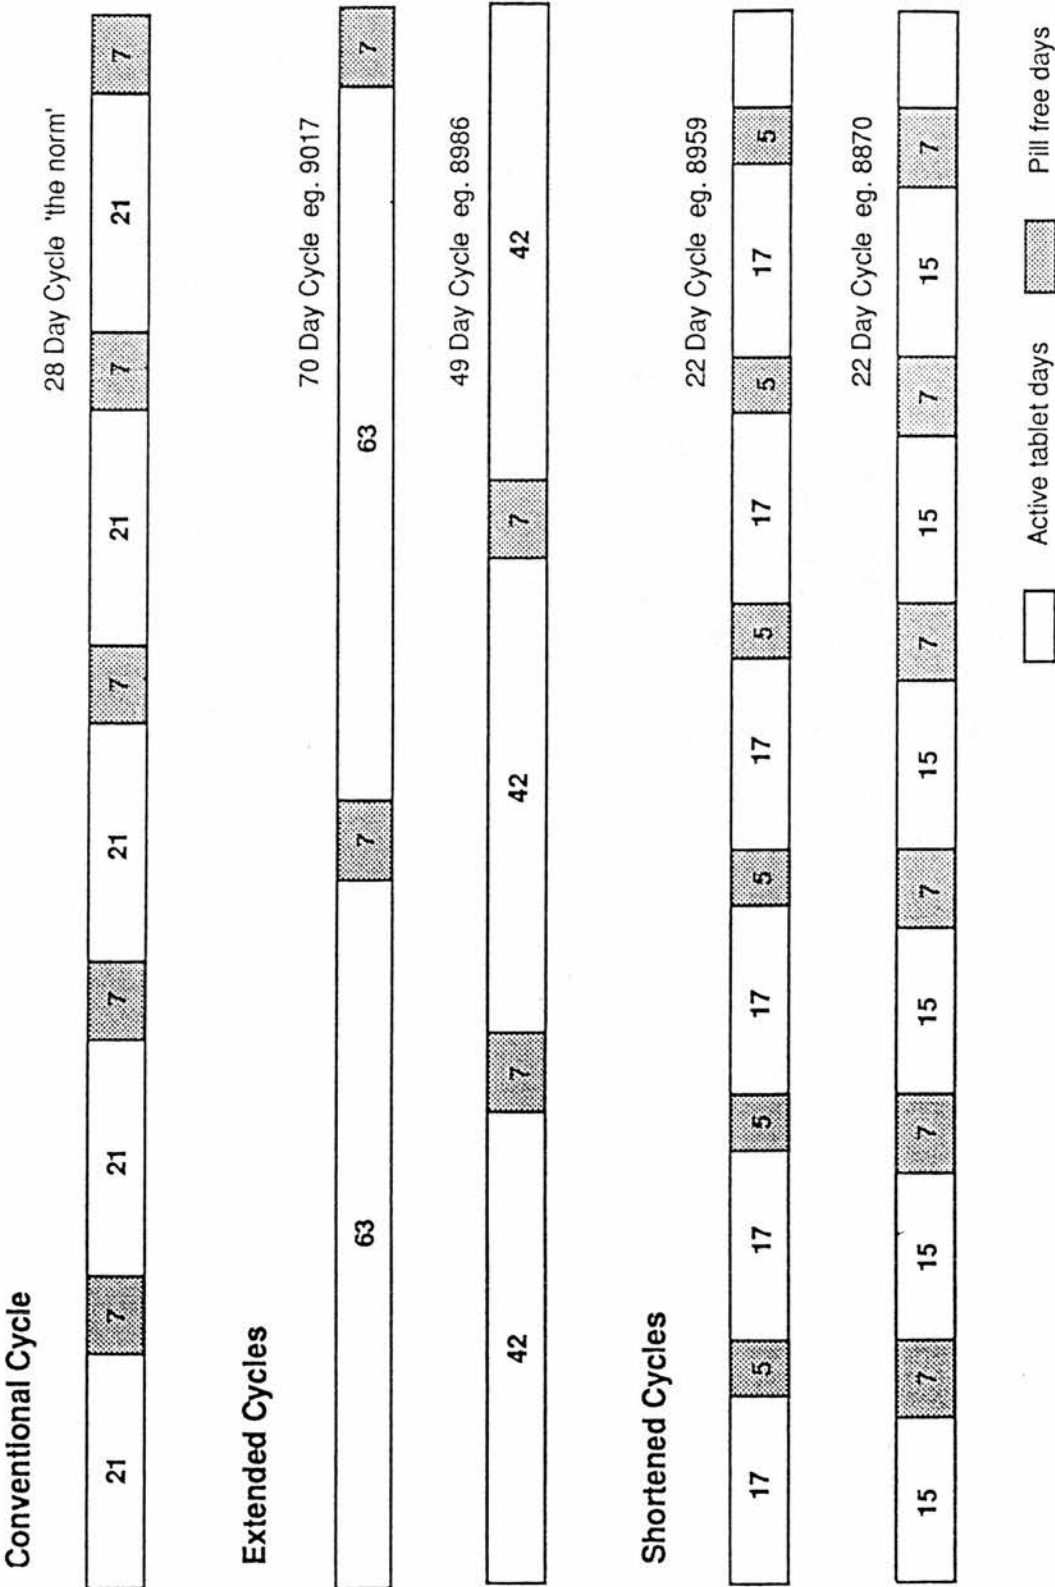 Conventional Cycle
28 Day Cycle 'the norm'
21 7 21 7 21 7 21 7 21 7
Extended Cycles
70 Day Cycle eg. 9017
63 7 63 7
49 Day Cycle eg. 8986
42 7 42 7 42
Shortened Cycles
22 Day Cycle eg. 8959
17 5 17 5 17 5 17 5 17 5 17 5
22 Day Cycle eg. 8870
15 7 15 7 15 7 15 7 15 7 15 7
Active tablet days
Pill free days